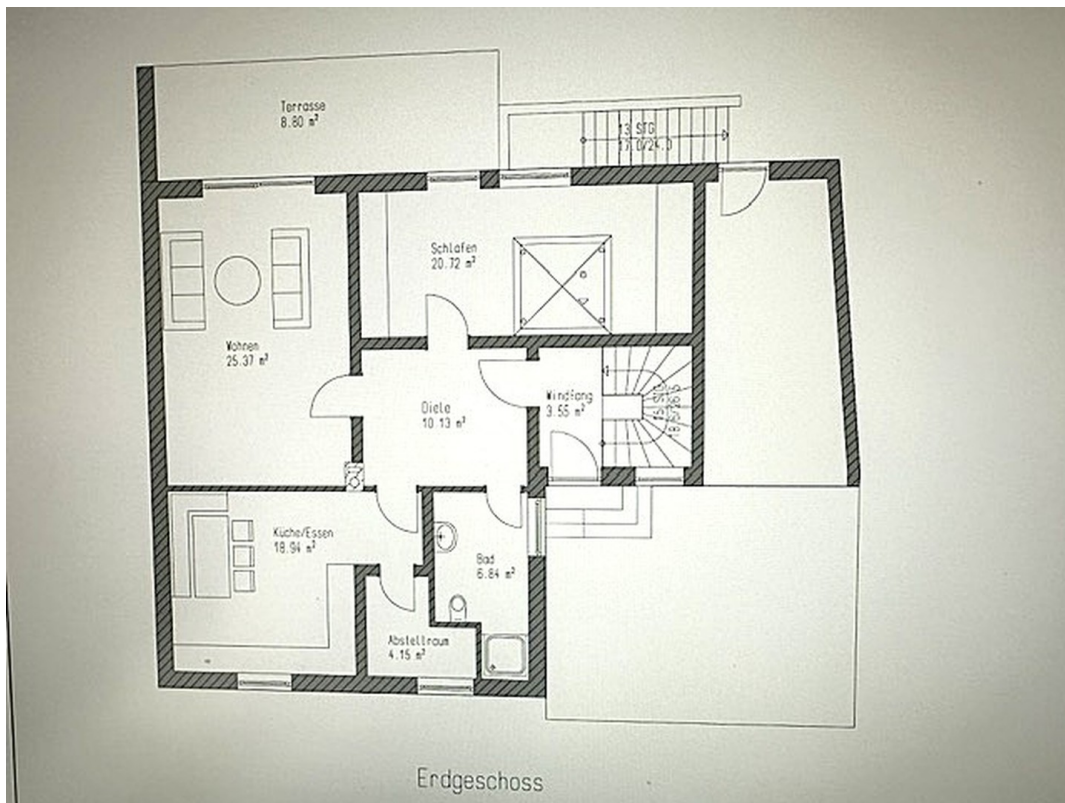 Terrasse
8.80 m²
13 STG
17.0/24.0
Schlafen
20.72 m²
Wohnen
25.37 m²
Diele
10.13 m²
Windfang
3.55 m²
15 STG
Küche/Essen
18.94 m²
Bad
6.84 m²
Abstellraum
4.15 m²
Erdgeschoss